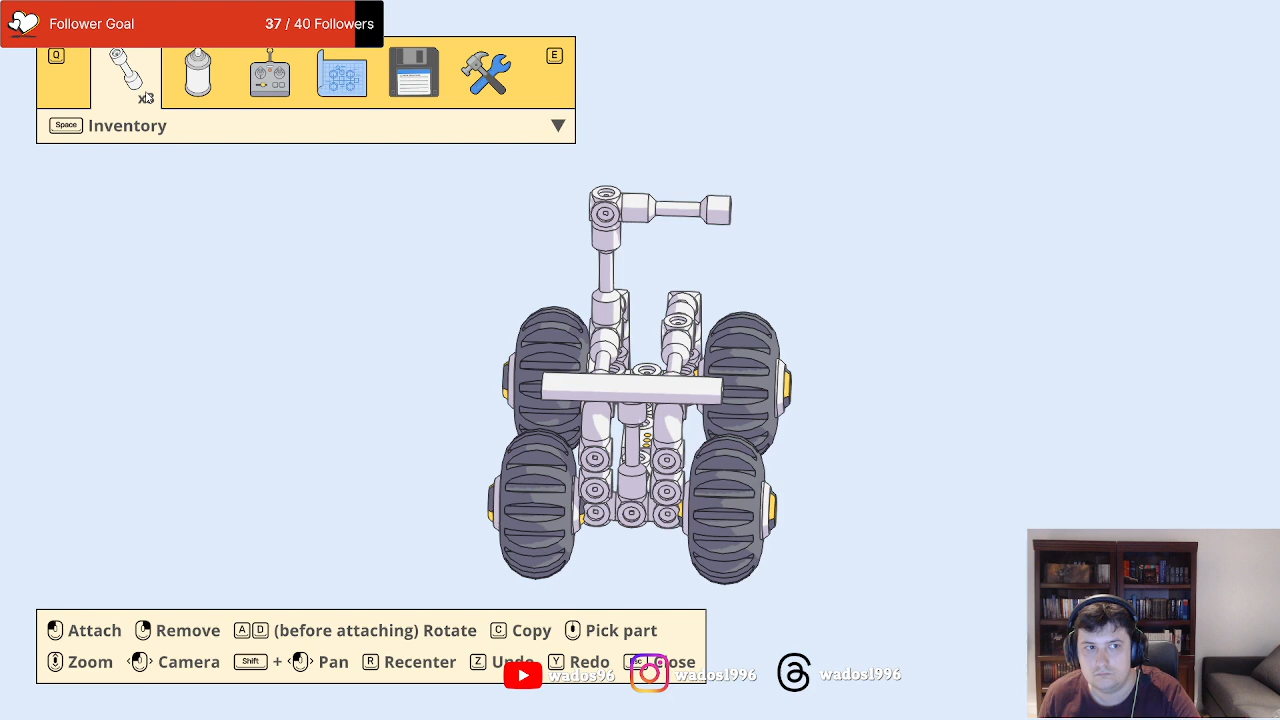 Follower Goal 37 / 40 Followers
Q E
Space Inventory
Attach Remove A D (before attaching) Rotate C Copy Pick part
Zoom Camera Shift + Pan R Recenter Z Undo Y Redo
wados96 wados1996 wados1996